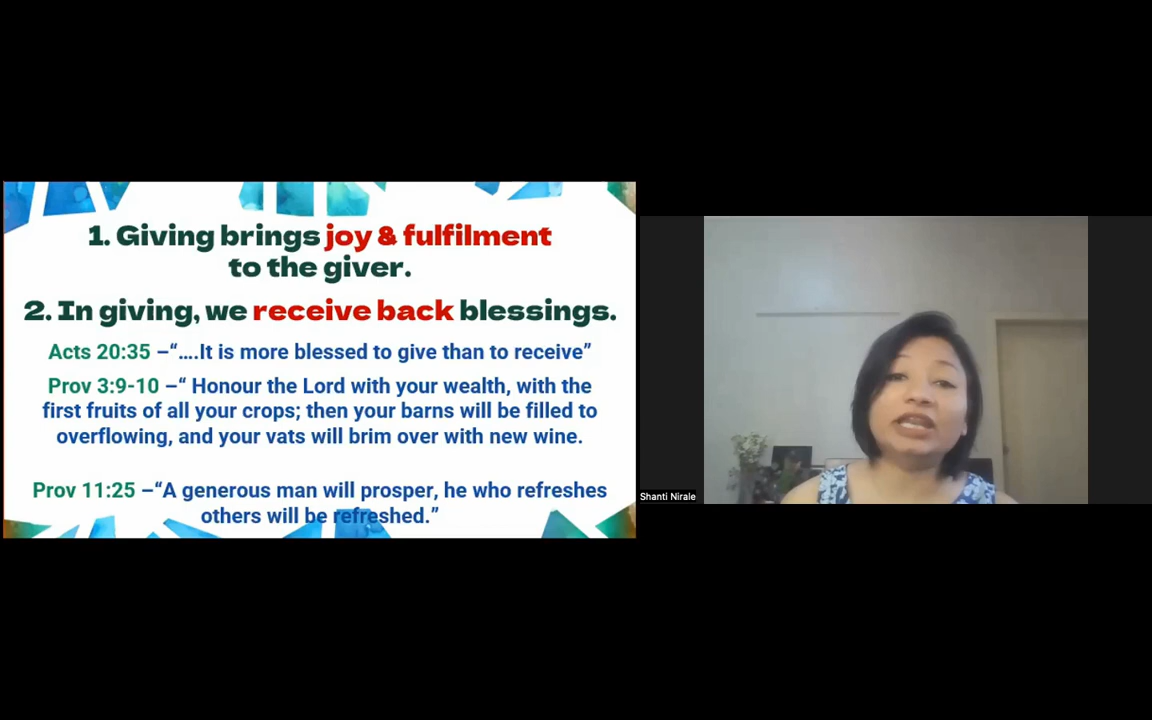 1. Giving brings joy & fulfilment
to the giver.
2. In giving, we receive back blessings.
Acts 20:35 –“....It is more blessed to give than to receive”
Prov 3:9-10 –“ Honour the Lord with your wealth, with the
first fruits of all your crops; then your barns will be filled to
overflowing, and your vats will brim over with new wine.
Prov 11:25 –“A generous man will prosper, he who refreshes
others will be refreshed.”
Shanti Nirale